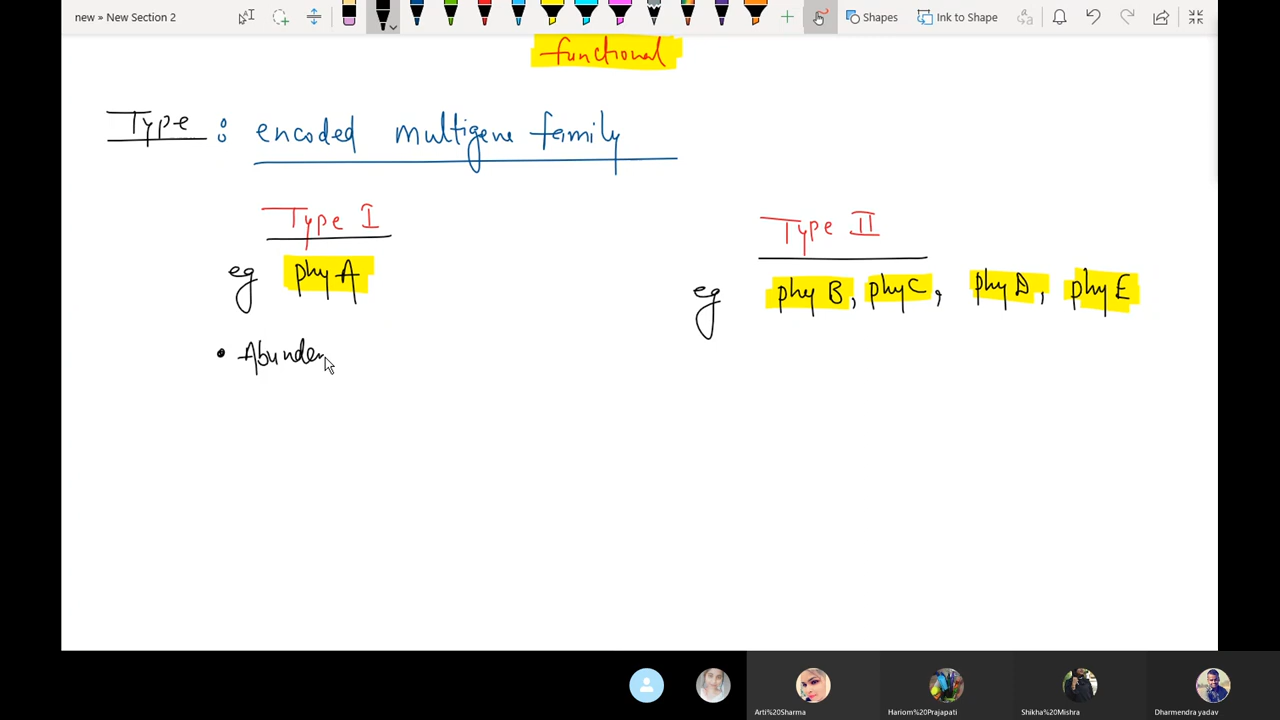 new » New Section 2
Shapes
Ink to Shape
functional
Type : encoded multigene family
Type I
Type II
eg phy A
eg phy B, phy C, phy D, phy E
• Abunden
Arti%20Sharma
Hariom%20Prajapati
Shikha%20Mishra
Dharmendra yadav